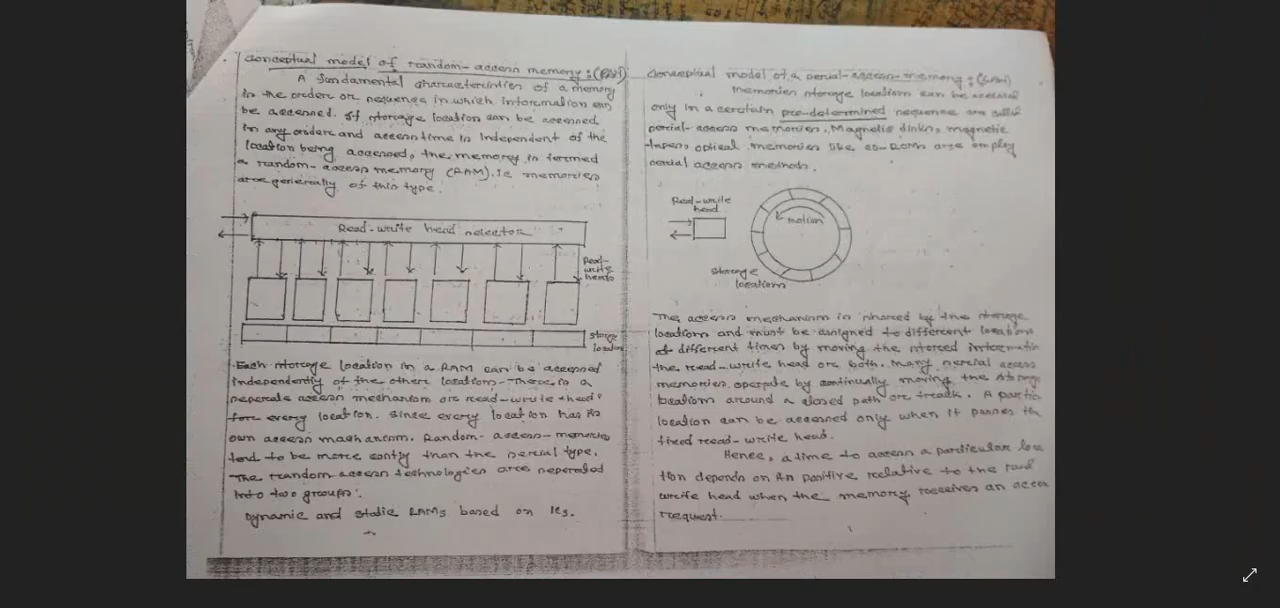 Conceptual model of random-access memory:(RAM)
A fundamental characteristics of a memory
is the order or sequence in which information can
be accessed. If storage location can be accessed
in any order and access time is independent of the
location being accessed, the memory is termed
a random-access memory (RAM). Ic memories
are generally of this type.
Read-write head selector
Read-
write
heads
storage
location
Each storage location in a RAM can be accessed
independently of the other locations. There is a
seperate access mechanism or read-write "head"
for every location. Since every location has its
own access machanism. Random-access-memories
tend to be more costly than the serial type.
The random access technologies are seperated
into two groups.
Dynamic and static RAMs based on ICs.
Conceptual model of a serial-access-memory:(SAM)
Memories storage location can be accessed
only in a certain pre-determined sequence are called
serial-access memories. Magnetic disks, magnetic
tapes, optical memories like CD-ROMs are employ
serial access methods.
Read-write
head
motion
storage
locations
The access mechanism is shared by the storage
locations and must be assigned to different locations
at different times by moving the stored information
the read-write head or both. Many serial access
memories operate by continually moving the storage
locations around a closed path or track. A partic
location can be accessed only when it passes the
fixed read-write head.
Hence, a time to access a particular loca
tion depends on its positive relative to the read
write head when the memory receives an access
request.